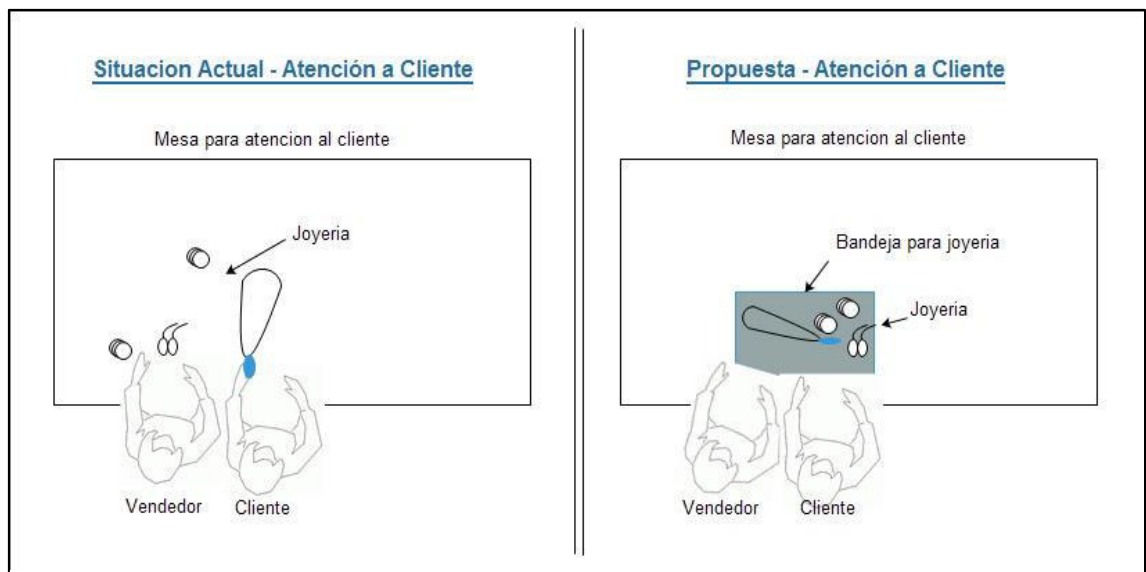 Situacion Actual - Atención a Cliente
Mesa para atencion al cliente
Joyeria
Vendedor
Cliente
Propuesta - Atención a Cliente
Mesa para atencion al cliente
Bandeja para joyeria
Joyeria
Vendedor
Cliente